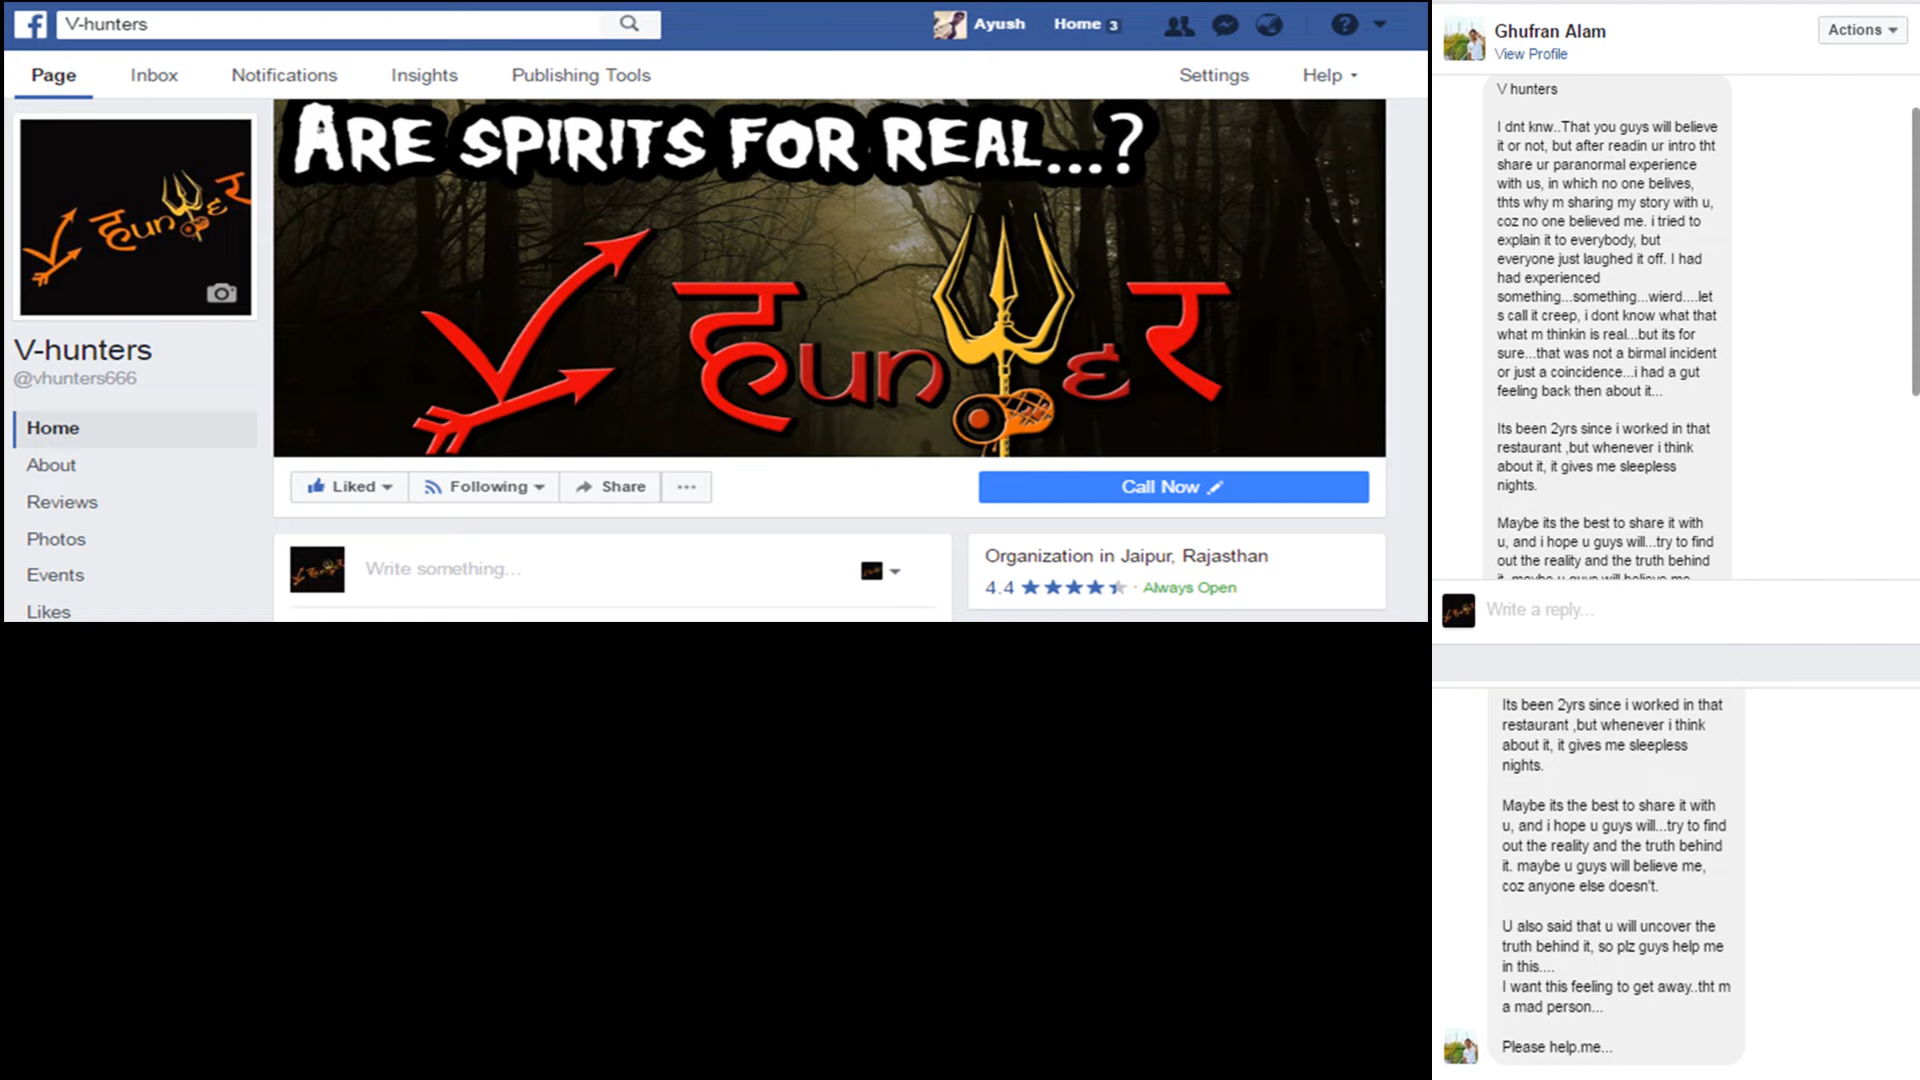 V-hunters
Ayush Home 3
Page Inbox Notifications Insights Publishing Tools Settings Help
ARE SPIRITS FOR REAL...?
V हunter र
V हunεर
V-hunters
@vhunters666
Home
About
Reviews
Photos
Events
Likes
Liked Following Share ...
Call Now
Write something...
Organization in Jaipur, Rajasthan
4.4 · Always Open
Ghufran Alam
View Profile
Actions
V hunters
I dnt knw..That you guys will believe
it or not, but after readin ur intro tht
share ur paranormal experience
with us, in which no one belives,
thts why m sharing my story with u,
coz no one believed me. i tried to
explain it to everybody, but
everyone just laughed it off. I had
had experienced
something...something...wierd....let
s call it creep, i dont know what that
what m thinkin is real...but its for
sure...that was not a birmal incident
or just a coincidence...i had a gut
feeling back then about it...
Its been 2yrs since i worked in that
restaurant ,but whenever i think
about it, it gives me sleepless
nights.
Maybe its the best to share it with
u, and i hope u guys will...try to find
out the reality and the truth behind
it. maybe u guys will believe me,
Write a reply...
Its been 2yrs since i worked in that
restaurant ,but whenever i think
about it, it gives me sleepless
nights.
Maybe its the best to share it with
u, and i hope u guys will...try to find
out the reality and the truth behind
it. maybe u guys will believe me,
coz anyone else doesn't.
U also said that u will uncover the
truth behind it, so plz guys help me
in this....
I want this feeling to get away..tht m
a mad person...
Please help.me...